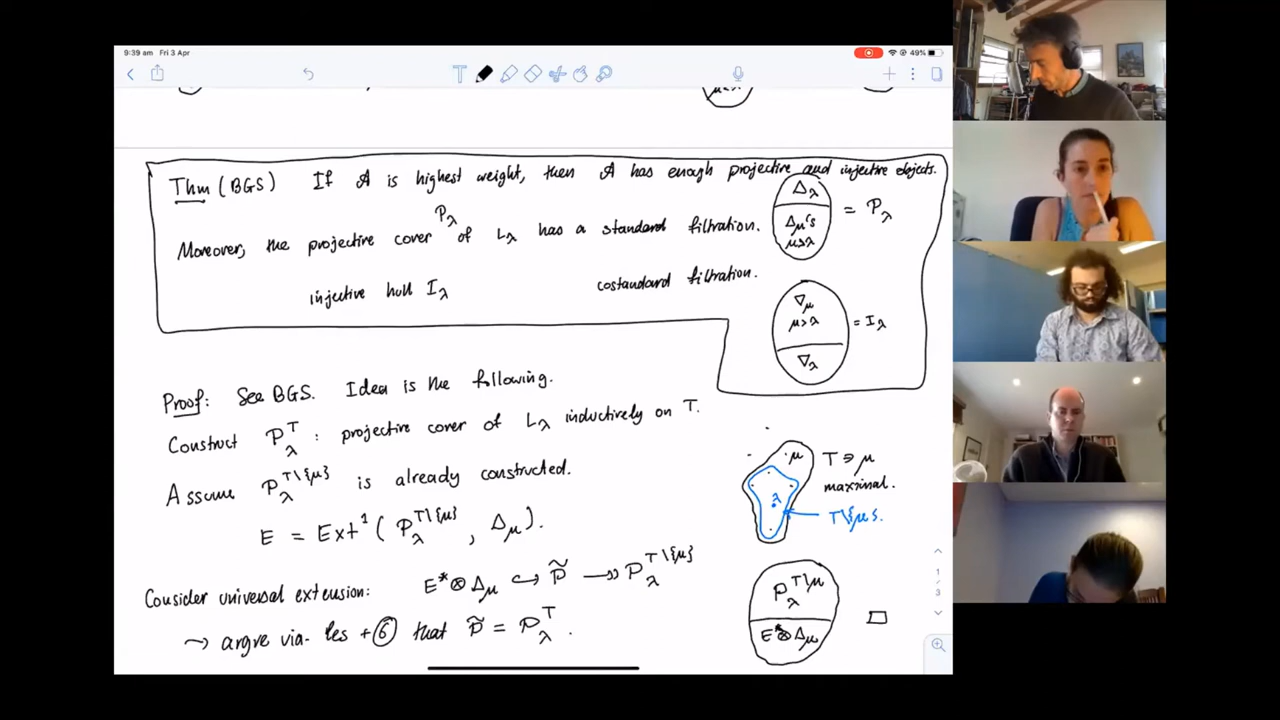 9:39 am Fri 3 Apr
49%
Thm (BGS) If A is highest weight, then A has enough projective and injective objects.
Moreover, the projective cover P_λ of L_λ has a standard filtration.
injective hull I_λ costandard filtration.
Δ_λ
Δ_μ's
μ>λ
= P_λ
∇_μ
μ>λ
∇_λ
= I_λ
Proof: See BGS. Idea is the following.
Construct P_λ^T : projective cover of L_λ inductively on T.
Assume P_λ^{T\{μ}} is already constructed.
E = Ext^1 ( P_λ^{T\{μ}} , Δ_μ ).
Consider universal extension: E* ⊗ Δ_μ ↪ P̃ ↠ P_λ^{T\{μ}}
⇝ argue via les + ⑥ that P̃ = P_λ^T .
μ
λ
T ∋ μ
maximal.
T\{μ}.
P_λ^{T\μ}
E* ⊗ Δ_μ
□
1
/
3